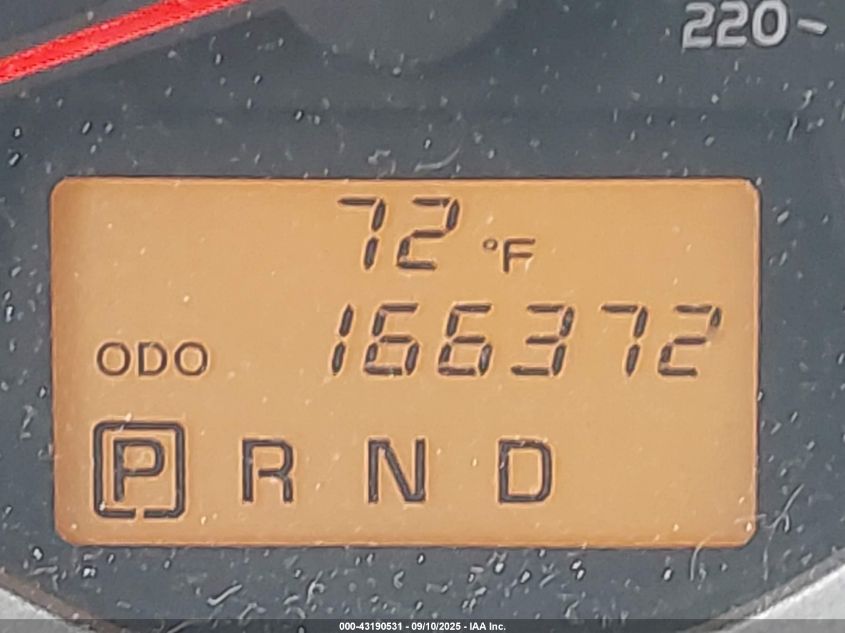 220
72 °F
ODO 166372
P R N D
000-43190531 - 09/10/2025 - IAA Inc.